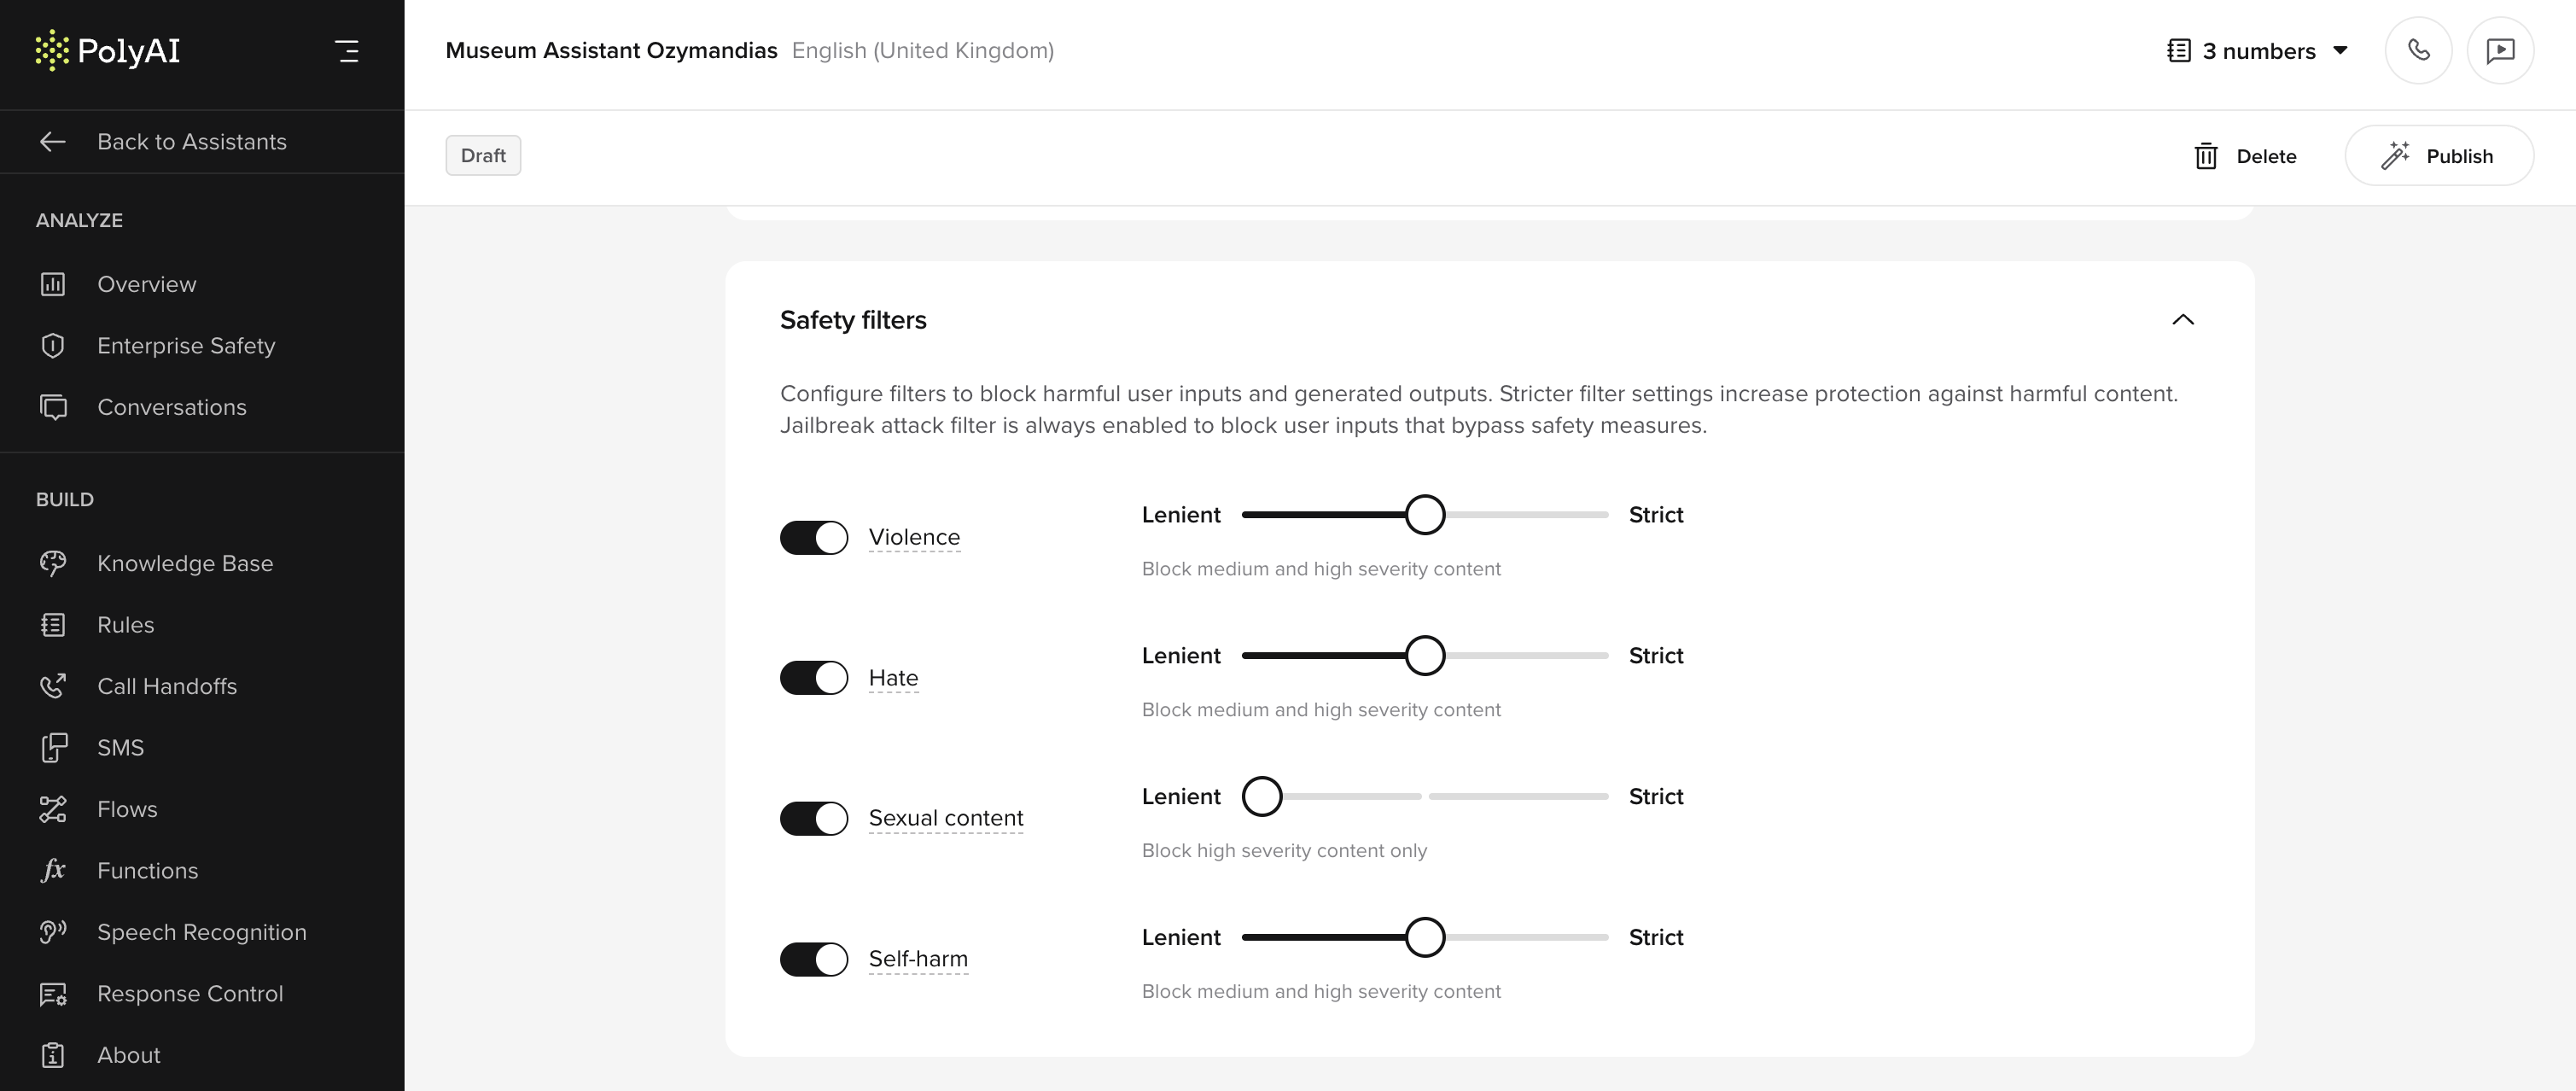 PolyAI
Museum Assistant Ozymandias English (United Kingdom)
3 numbers
Back to Assistants
Draft
Delete
Publish
ANALYZE
Overview
Enterprise Safety
Conversations
BUILD
Knowledge Base
Rules
Call Handoffs
SMS
Flows
fx Functions
Speech Recognition
Response Control
About
Safety filters
Configure filters to block harmful user inputs and generated outputs. Stricter filter settings increase protection against harmful content.
Jailbreak attack filter is always enabled to block user inputs that bypass safety measures.
Violence
Lenient Strict
Block medium and high severity content
Hate
Lenient Strict
Block medium and high severity content
Sexual content
Lenient Strict
Block high severity content only
Self-harm
Lenient Strict
Block medium and high severity content